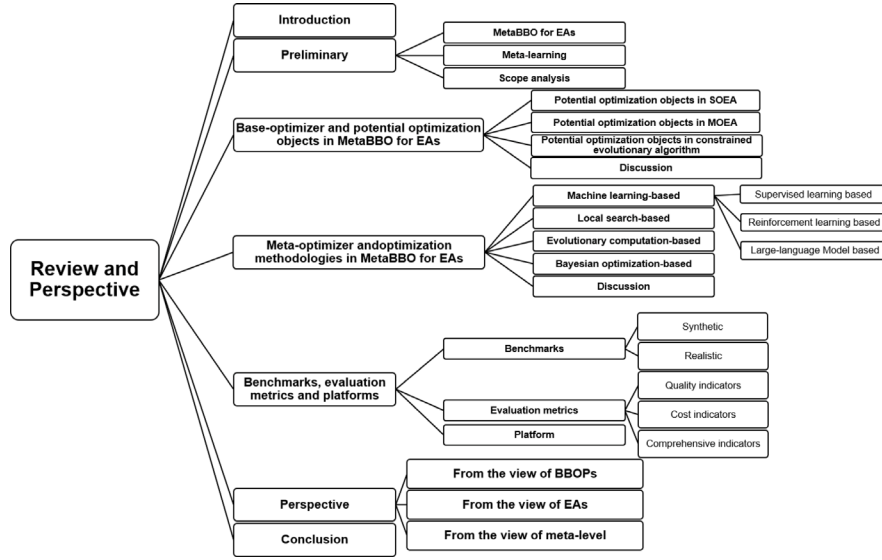 Review and
Perspective
Introduction
Preliminary
MetaBBO for EAs
Meta-learning
Scope analysis
Base-optimizer and potential optimization
objects in MetaBBO for EAs
Potential optimization objects in SOEA
Potential optimization objects in MOEA
Potential optimization objects in constrained
evolutionary algorithm
Discussion
Meta-optimizer andoptimization
methodologies in MetaBBO for EAs
Machine learning-based
Supervised learning based
Reinforcement learning based
Large-language Model based
Local search-based
Evolutionary computation-based
Bayesian optimization-based
Discussion
Benchmarks, evaluation
metrics and platforms
Benchmarks
Synthetic
Realistic
Evaluation metrics
Quality indicators
Cost indicators
Comprehensive indicators
Platform
Perspective
From the view of BBOPs
From the view of EAs
From the view of meta-level
Conclusion